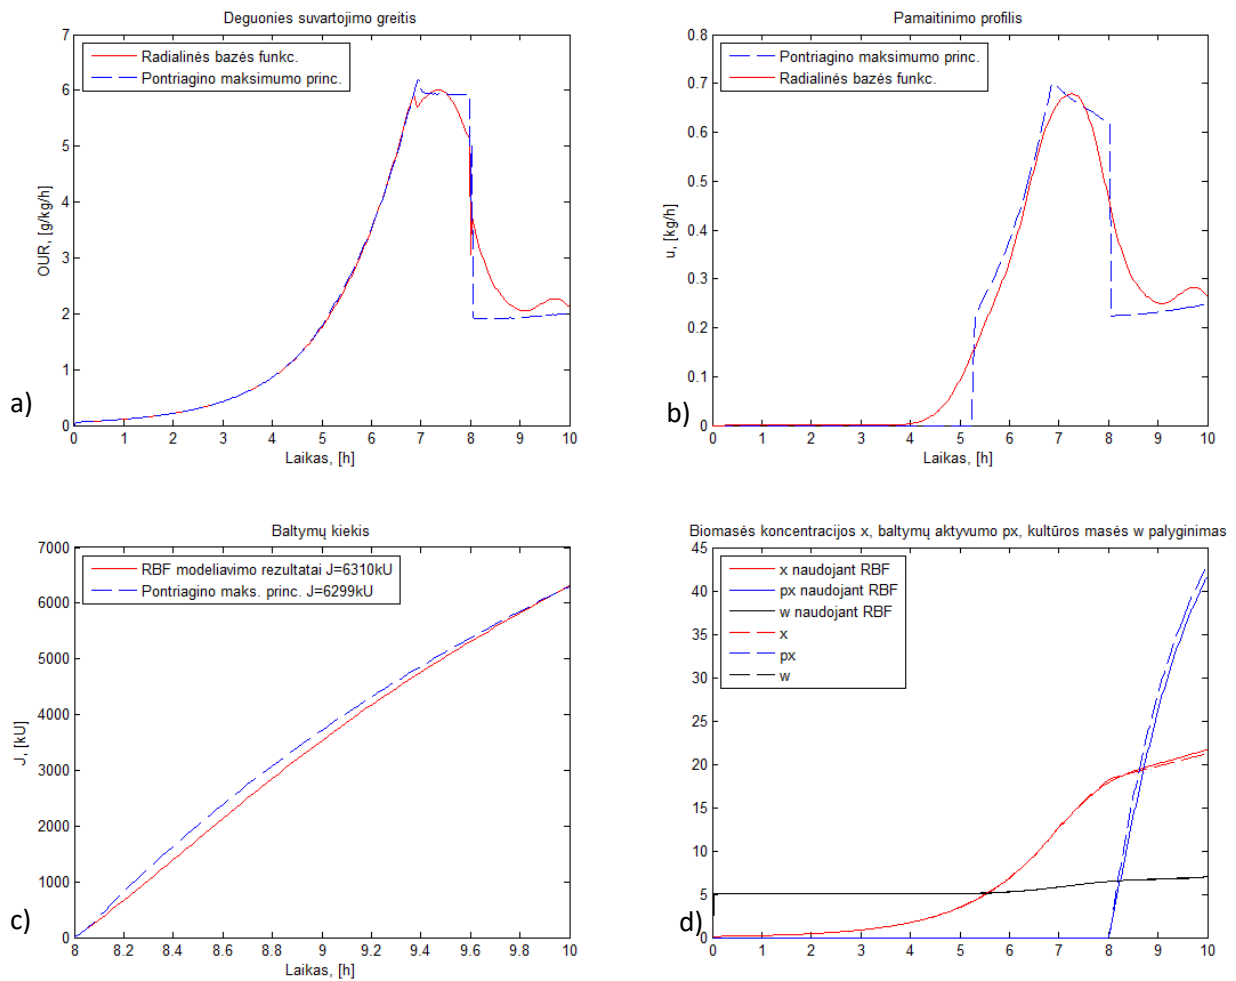 Deguonies suvartojimo greitis
7
6
5
4
3
2
1
0
OUR, [g/kg/h]
Radialinės bazės funkc.
Pontriagino maksimumo princ.
0 1 2 3 4 5 6 7 8 9 10
Laikas, [h]
a)
Pamaitinimo profilis
0.8
0.7
0.6
0.5
0.4
0.3
0.2
0.1
0
u, [kg/h]
Pontriagino maksimumo princ.
Radialinės bazės funkc.
0 1 2 3 4 5 6 7 8 9 10
Laikas, [h]
b)
Baltymų kiekis
7000
6000
5000
4000
3000
2000
1000
0
J, [kU]
RBF modeliavimo rezultatai J=6310kU
Pontriagino maks. princ. J=6299kU
8 8.2 8.4 8.6 8.8 9 9.2 9.4 9.6 9.8 10
Laikas, [h]
c)
Biomasės koncentracijos x, baltymų aktyvumo px, kultūros masės w palyginimas
45
40
35
30
25
20
15
10
5
0
x naudojant RBF
px naudojant RBF
w naudojant RBF
x
px
w
0 1 2 3 4 5 6 7 8 9 10
d)